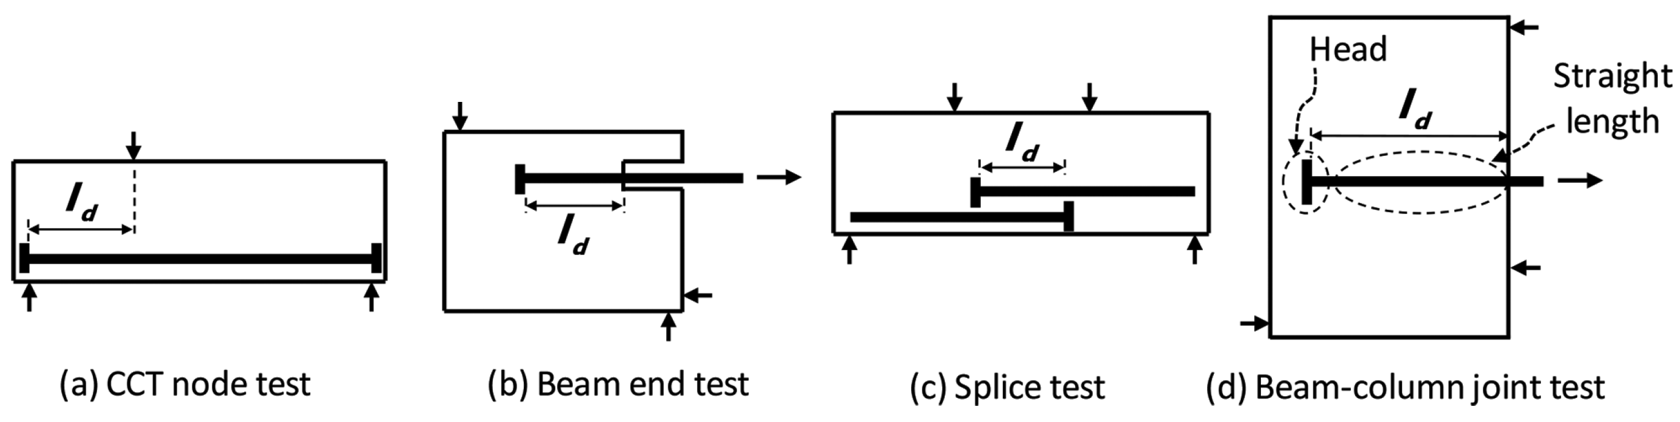 l_d
(a) CCT node test
l_d
(b) Beam end test
l_d
(c) Splice test
Head
Straight
length
l_d
(d) Beam-column joint test